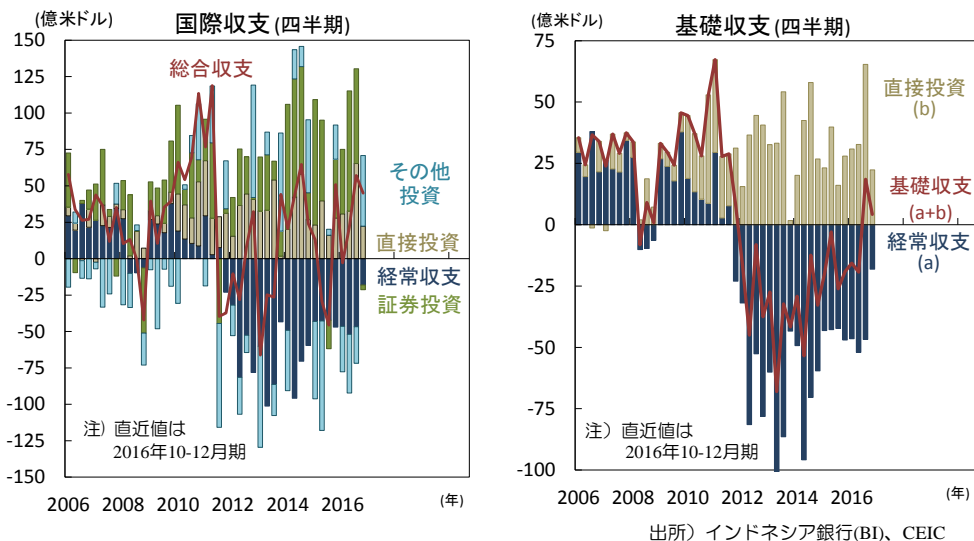 (億米ドル)
国際収支(四半期)
150
125
100
75
50
25
0
-25
-50
-75
-100
-125
-150
総合収支
その他
投資
直接投資
経常収支
証券投資
注) 直近値は
2016年10-12月期
2006 2008 2010 2012 2014 2016
(年)
(億米ドル)
基礎収支(四半期)
75
50
25
0
-25
-50
-75
-100
直接投資
(b)
基礎収支
(a+b)
経常収支
(a)
注）直近値は
2016年10-12月期
2006 2008 2010 2012 2014 2016
(年)
出所）インドネシア銀行(BI)、CEIC